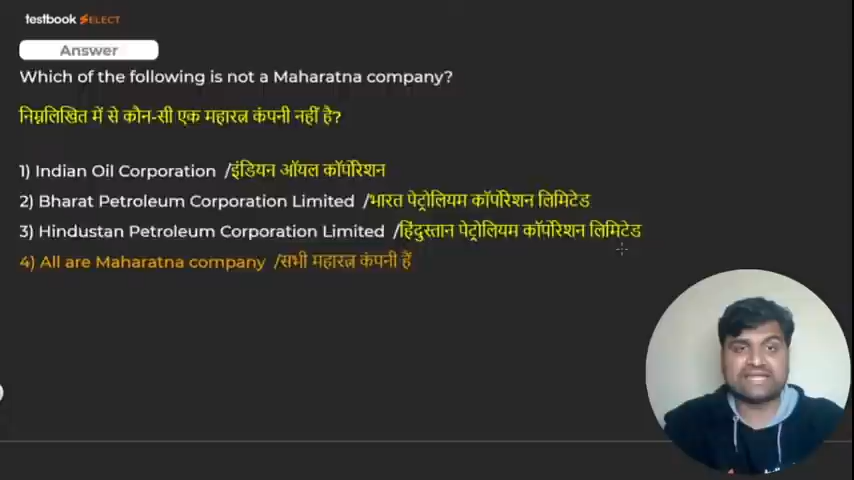 testbook SELECT
Answer
Which of the following is not a Maharatna company?
निम्नलिखित में से कौन-सी एक महारत्न कंपनी नहीं है?
1) Indian Oil Corporation /इंडियन ऑयल कॉर्पोरेशन
2) Bharat Petroleum Corporation Limited /भारत पेट्रोलियम कॉर्पोरेशन लिमिटेड
3) Hindustan Petroleum Corporation Limited /हिंदुस्तान पेट्रोलियम कॉर्पोरेशन लिमिटेड
4) All are Maharatna company /सभी महारत्न कंपनी हैं